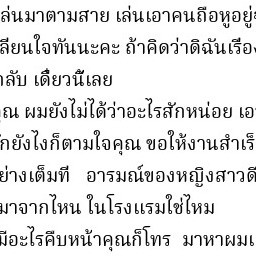 ล่นมาตามสาย เล่นเอาคนถือหูอยู่
ลียนใจทันนะคะ ถ้าคิดว่าดิฉันเรื่อง
กลับ เดี๋ยวนี้เลย
คุณ ผมยังไม่ได้ว่าอะไรสักหน่อย เอ
ักยังไงก็ตามใจคุณ ขอให้งานสำเร็
ย่างเต็มที อารมณ์ของหญิงสาวดี
มาจากไหน ในโรงแรมใช่ไหม
มีอะไรคืบหน้าคุณก็โทร มาหาผม